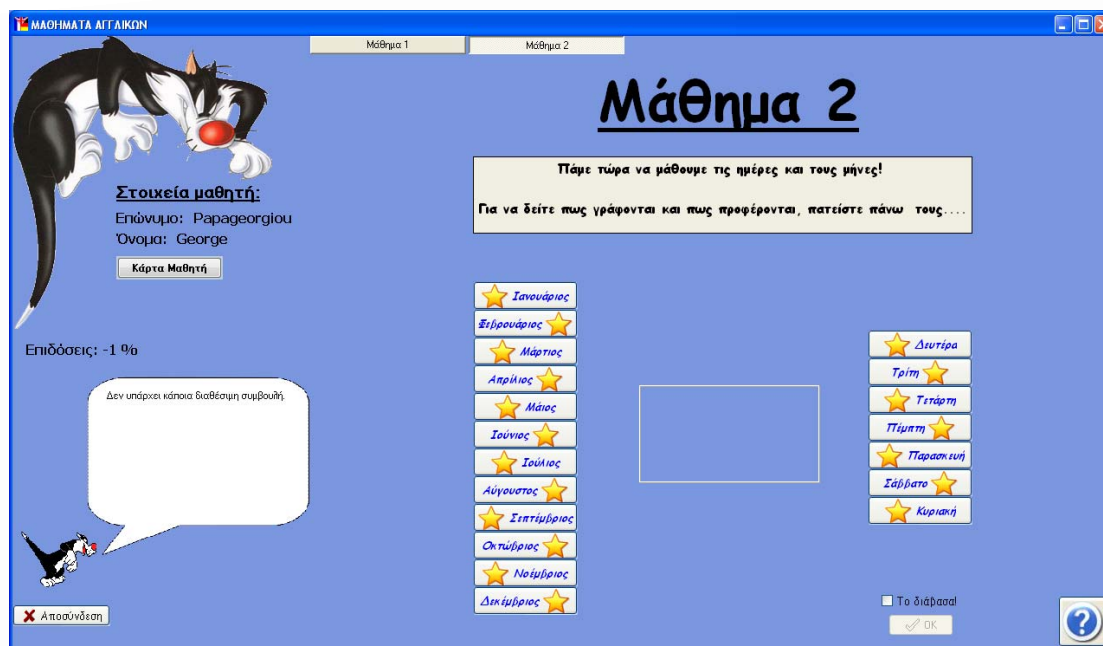 ΜΑΘΗΜΑΤΑ ΑΓΓΛΙΚΩΝ
Μάθημα 1
Μάθημα 2
Μάθημα 2
Πάμε τώρα να μάθουμε τις ημέρες και τους μήνες!
Για να δείτε πως γράφονται και πως προφέρονται, πατείστε πάνω τους....
Στοιχεία μαθητή:
Επώνυμο: Papageorgiou
Όνομα: George
Κάρτα Μαθητή
Επιδόσεις: -1 %
Δεν υπάρχει κάποια διαθέσιμη συμβουλή.
Αποσύνδεση
Ιανουάριος
Φεβρουάριος
Μάρτιος
Απρίλιος
Μάιος
Ιούνιος
Ιούλιος
Αύγουστος
Σεπτέμβριος
Οκτώβριος
Νοέμβριος
Δεκέμβριος
Δευτέρα
Τρίτη
Τετάρτη
Πέμπτη
Παρασκευή
Σάββατο
Κυριακή
Το διάβασα!
OK